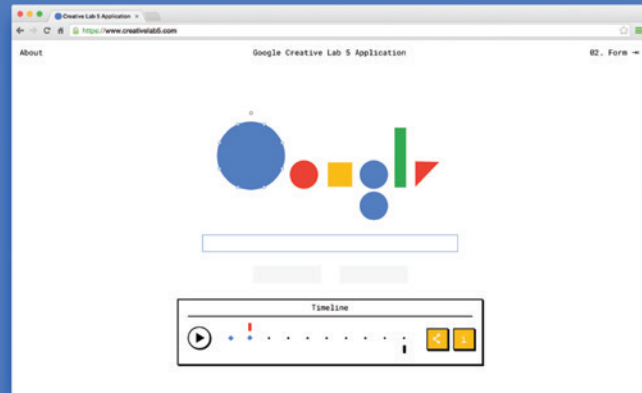 Creative Lab 5 Application
https://www.creativelab5.com
About
Google Creative Lab 5 Application
02. Form
Timeline
i